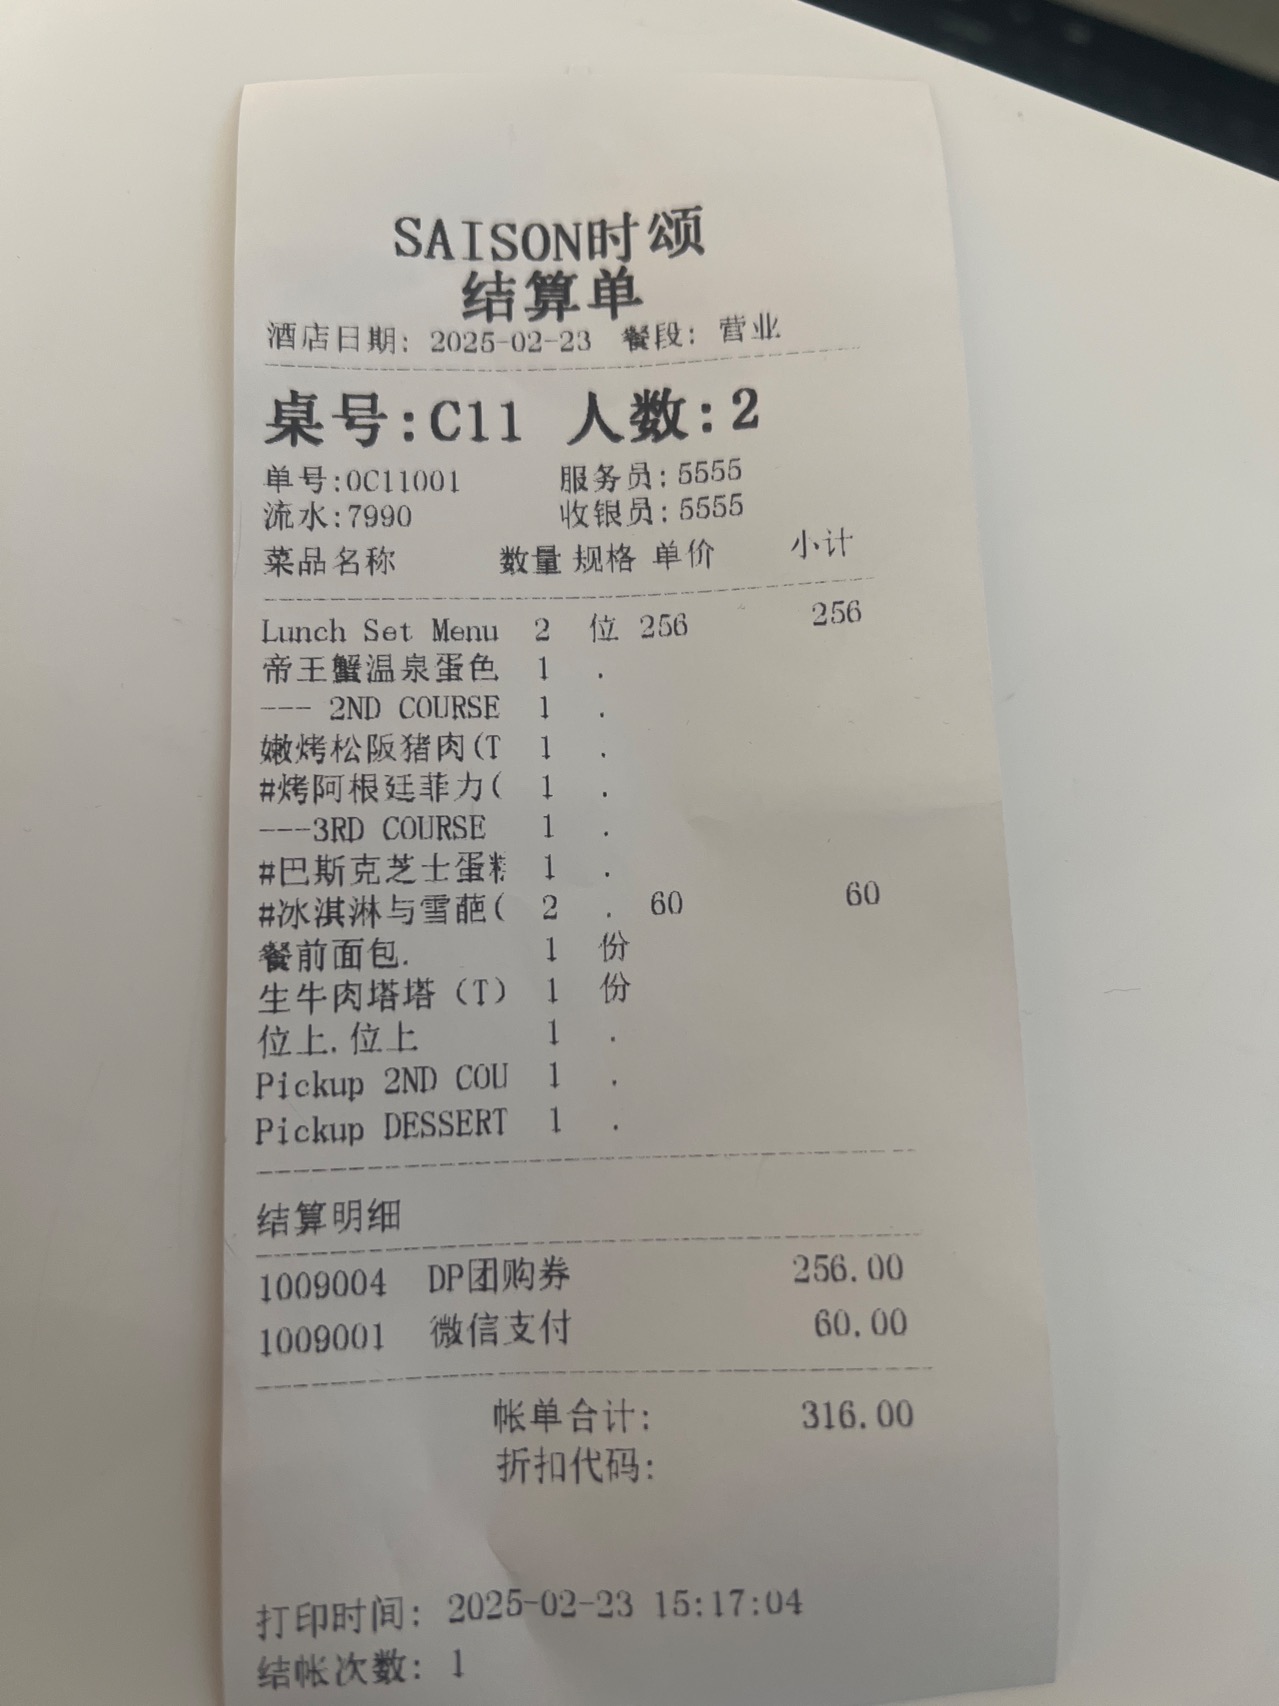 SAISON时颂
结算单
酒店日期: 2025-02-23 餐段: 营业
桌号:C11 人数:2
单号:0C11001 服务员:5555
流水:7990 收银员:5555
菜品名称 数量 规格 单价 小计
Lunch Set Menu 2 位 256 256
帝王蟹温泉蛋色 1 .
--- 2ND COURSE 1 .
嫩烤松阪猪肉(T 1 .
#烤阿根廷菲力( 1 .
---3RD COURSE 1 .
#巴斯克芝士蛋糕 1 .
#冰淇淋与雪葩( 2 . 60 60
餐前面包. 1 份
生牛肉塔塔 (T) 1 份
位上.位上 1 .
Pickup 2ND COU 1 .
Pickup DESSERT 1 .
结算明细
1009004 DP团购券 256.00
1009001 微信支付 60.00
帐单合计: 316.00
折扣代码:
打印时间: 2025-02-23 15:17:04
结帐次数: 1